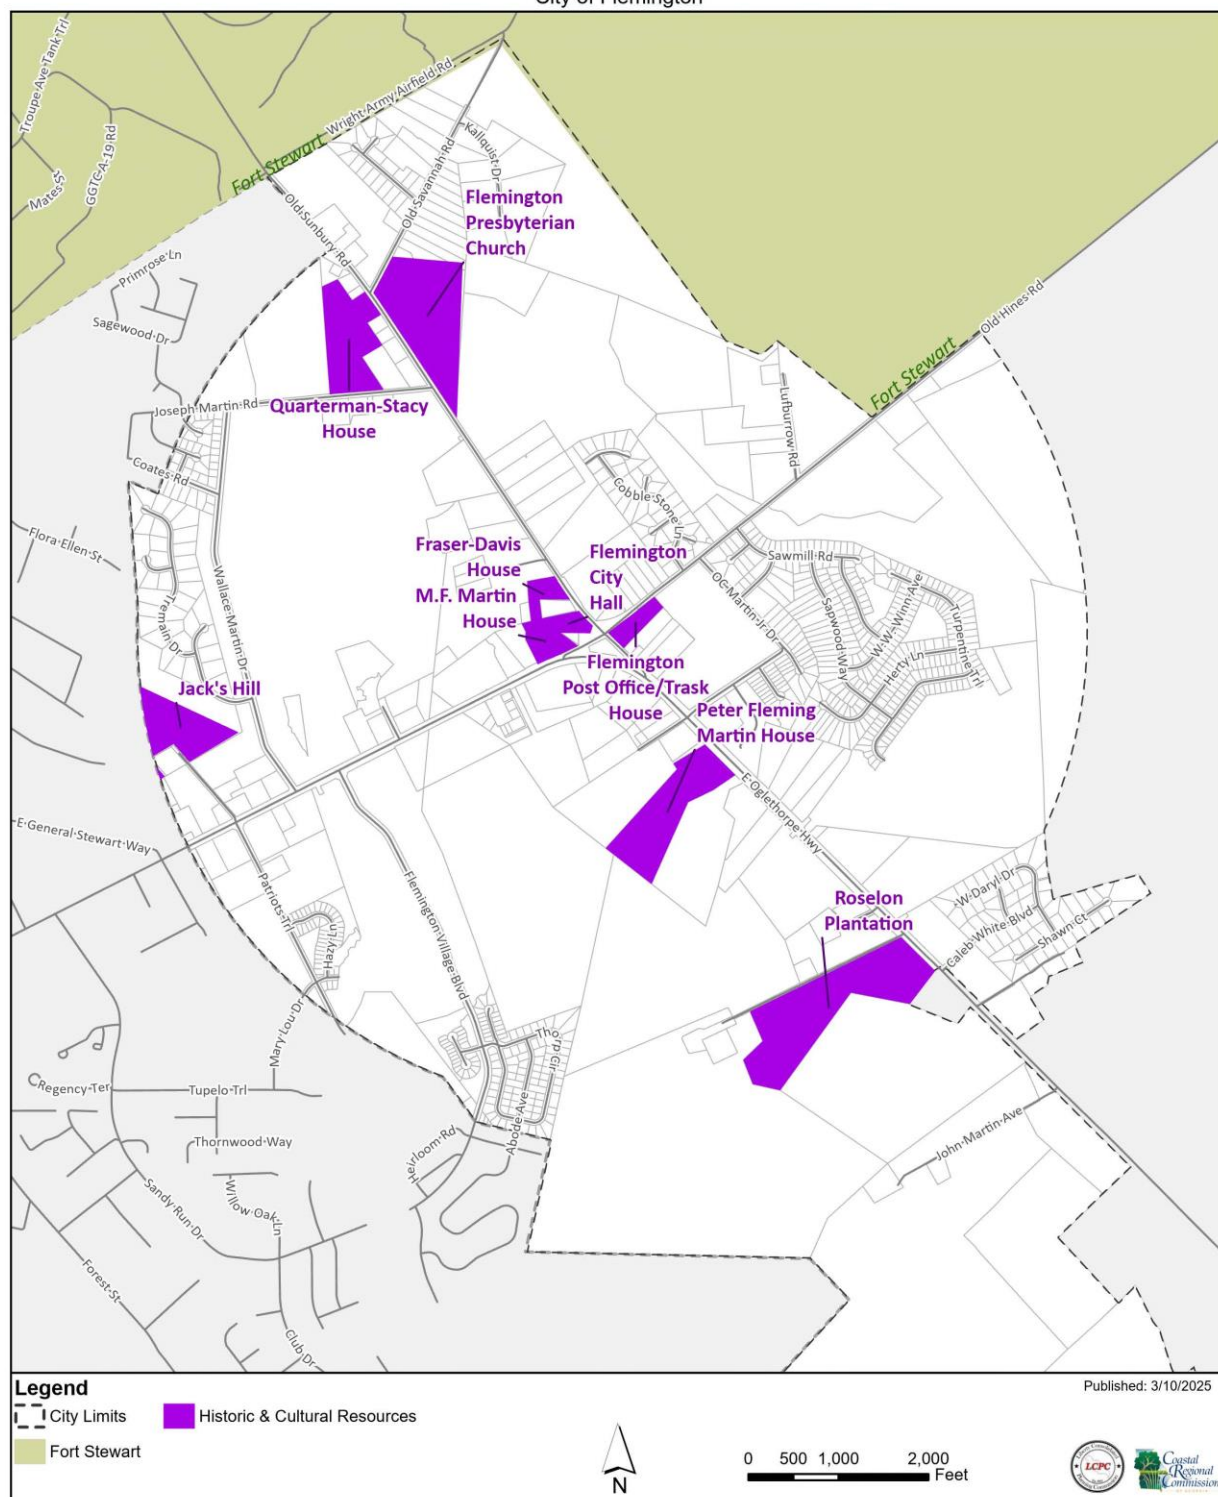 City of Flemington
Troupe Ave Tank Trl
GGTC-A-19 Rd
Mates St
Fort Stewart
Wright Army Airfield Rd
Old Sunbury Rd
Old Savannah Rd
Kallquist Dr
Flemington
Presbyterian
Church
Primrose Ln
Sagewood Dr
Old Hines Rd
Fort Stewart
Joseph Martin Rd
Quarterman-Stacy
House
Lufburrow Rd
Coates Rd
Cobble Stone Ln
Flora Ellen St
Fraser-Davis
House
M.F. Martin
House
Flemington
City
Hall
Sawmill Rd
OC Martin Jr Dr
Sapwood Way
W W Winn Ave
Turpentine Trl
Herty Ln
Tremain Dr
Wallace Martin Dr
Jack's Hill
Flemington
Post Office/Trask
House
Peter Fleming
Martin House
E Oglethorpe Hwy
E General Stewart Way
Patriots Trl
Flemington Village Blvd
Hazy Ln
Roselon
Plantation
W Daryl Dr
Caleb White Blvd
Shawn Ct
Mary Lou Dr
Thorp Cir
Abode Ave
Regency Ter
Tupelo Trl
Thornwood Way
Heirloom Rd
John Martin Ave
Willow Oak Ln
Sandy Run Dr
Forest St
Club Dr
Legend
Published: 3/10/2025
City Limits
Historic & Cultural Resources
Fort Stewart
N
0 500 1,000 2,000
Feet
LCPC
Coastal
Regional
Commission